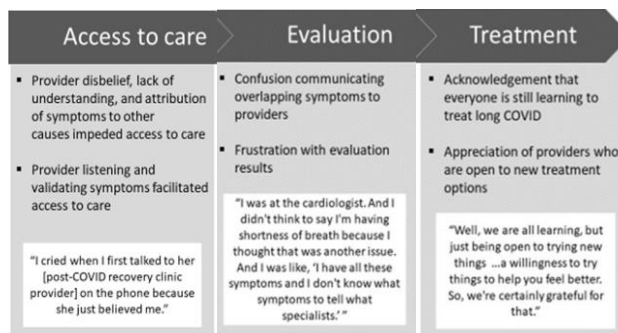 Access to care
▪ Provider disbelief, lack of
understanding, and attribution
of symptoms to other
causes impeded access to care
▪ Provider listening and
validating symptoms facilitated
access to care
"I cried when I first talked to her
[post-COVID recovery clinic
provider] on the phone because
she just believed me."
Evaluation
▪ Confusion communicating
overlapping symptoms to
providers
▪ Frustration with evaluation
results
"I was at the cardiologist. And I
didn't think to say I'm having
shortness of breath because I
thought that was another issue.
And I was like, 'I have all these
symptoms and I don't know what
symptoms to tell what
specialists.' "
Treatment
▪ Acknowledgement that
everyone is still learning to
treat long COVID
▪ Appreciation of providers who
are open to new treatment
options
"Well, we are all learning, but
just being open to trying new
things ...a willingness to try
things to help you feel better.
So, we're certainly grateful for
that."